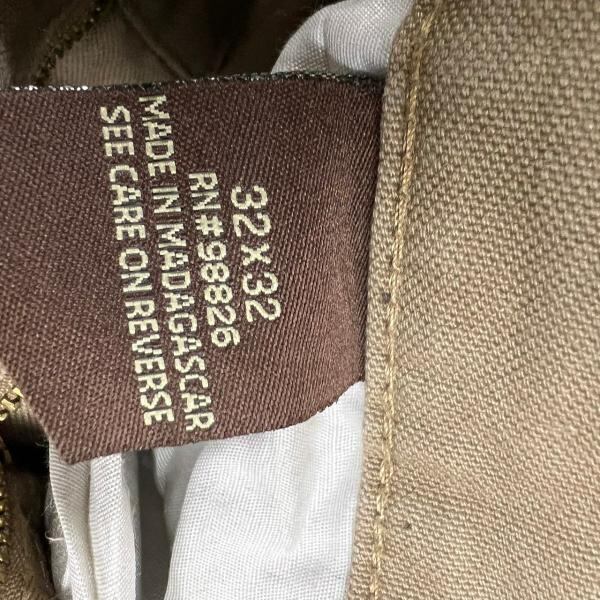 32X32
RN#98826
MADE IN MADAGASCAR
SEE CARE ON REVERSE